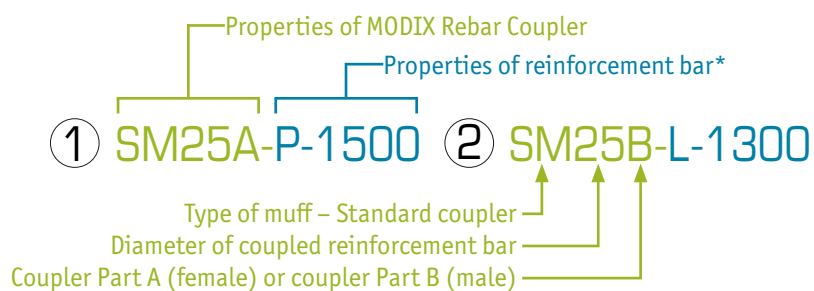 Properties of MODIX Rebar Coupler
Properties of reinforcement bar*
1 SM25A-P-1500 2 SM25B-L-1300
Type of muff – Standard coupler
Diameter of coupled reinforcement bar
Coupler Part A (female) or coupler Part B (male)